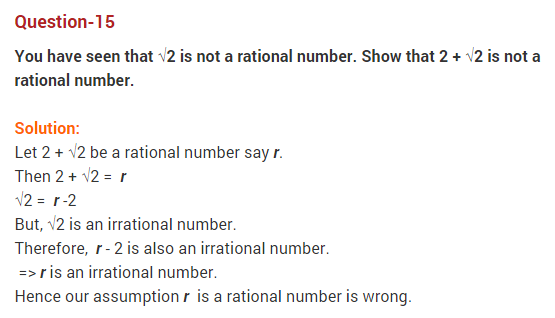 Question-15
You have seen that √2 is not a rational number. Show that 2 + √2 is not a
rational number.
Solution:
Let 2 + √2 be a rational number say r.
Then 2 + √2 = r
√2 = r -2
But, √2 is an irrational number.
Therefore, r - 2 is also an irrational number.
=> r is an irrational number.
Hence our assumption r is a rational number is wrong.